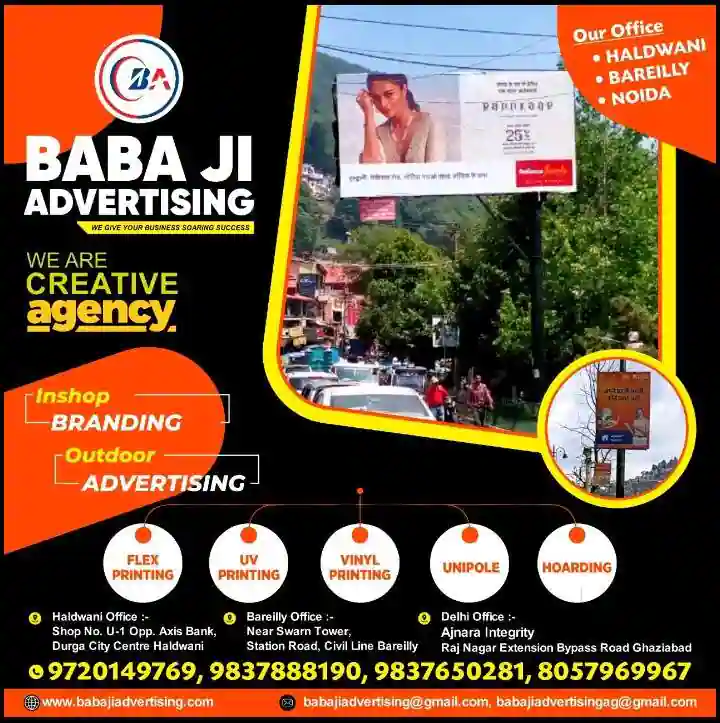 CBA
BABA JI
ADVERTISING
WE GIVE YOUR BUSINESS SOARING SUCCESS
WE ARE
CREATIVE
agency.
Our Office
• HALDWANI
• BAREILLY
• NOIDA
25%
Reliance Jewels
Inshop
BRANDING
Outdoor
ADVERTISING
FLEX
PRINTING
UV
PRINTING
VINYL
PRINTING
UNIPOLE
HOARDING
Haldwani Office :-
Shop No. U-1 Opp. Axis Bank,
Durga City Centre Haldwani
Bareilly Office :-
Near Swarn Tower,
Station Road, Civil Line Bareilly
Delhi Office :-
Ajnara Integrity
Raj Nagar Extension Bypass Road Ghaziabad
9720149769, 9837888190, 9837650281, 8057969967
www.babajiadvertising.com
babajiadvertising@gmail.com, babajiadvertisingag@gmail.com